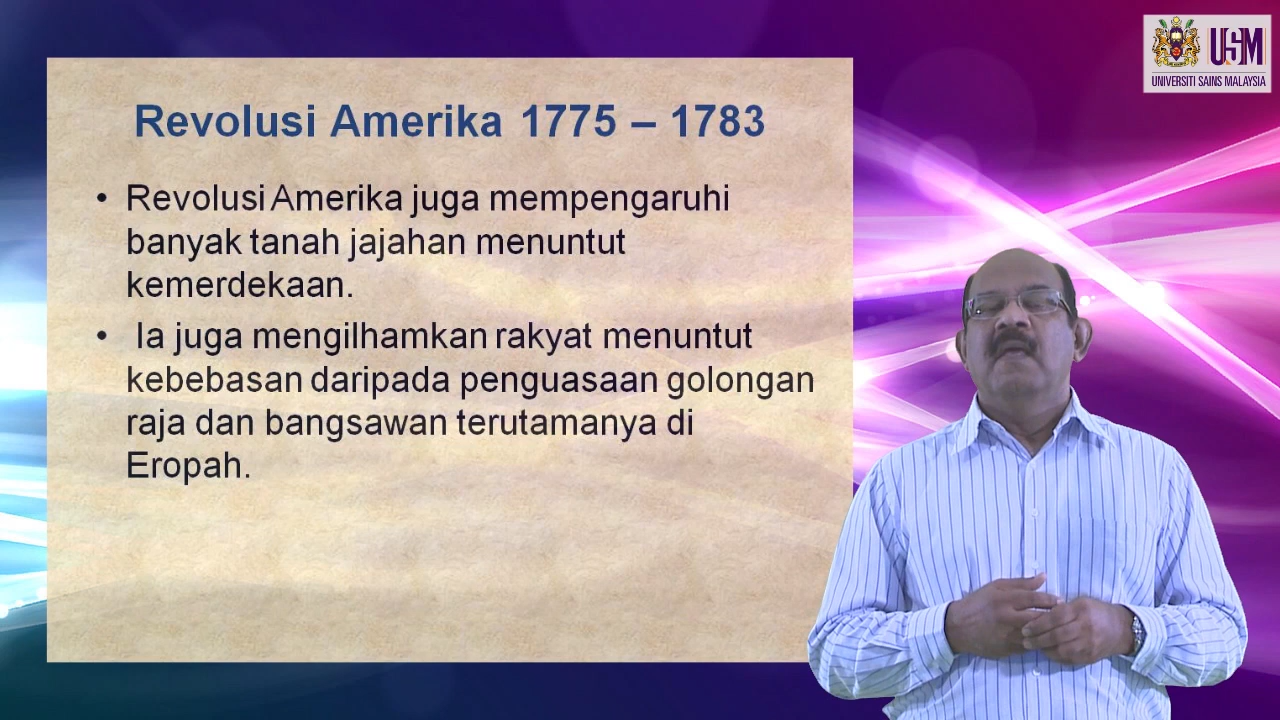 USM
UNIVERSITI SAINS MALAYSIA
Revolusi Amerika 1775 – 1783
• Revolusi Amerika juga mempengaruhi
banyak tanah jajahan menuntut
kemerdekaan.
• Ia juga mengilhamkan rakyat menuntut
kebebasan daripada penguasaan golongan
raja dan bangsawan terutamanya di
Eropah.